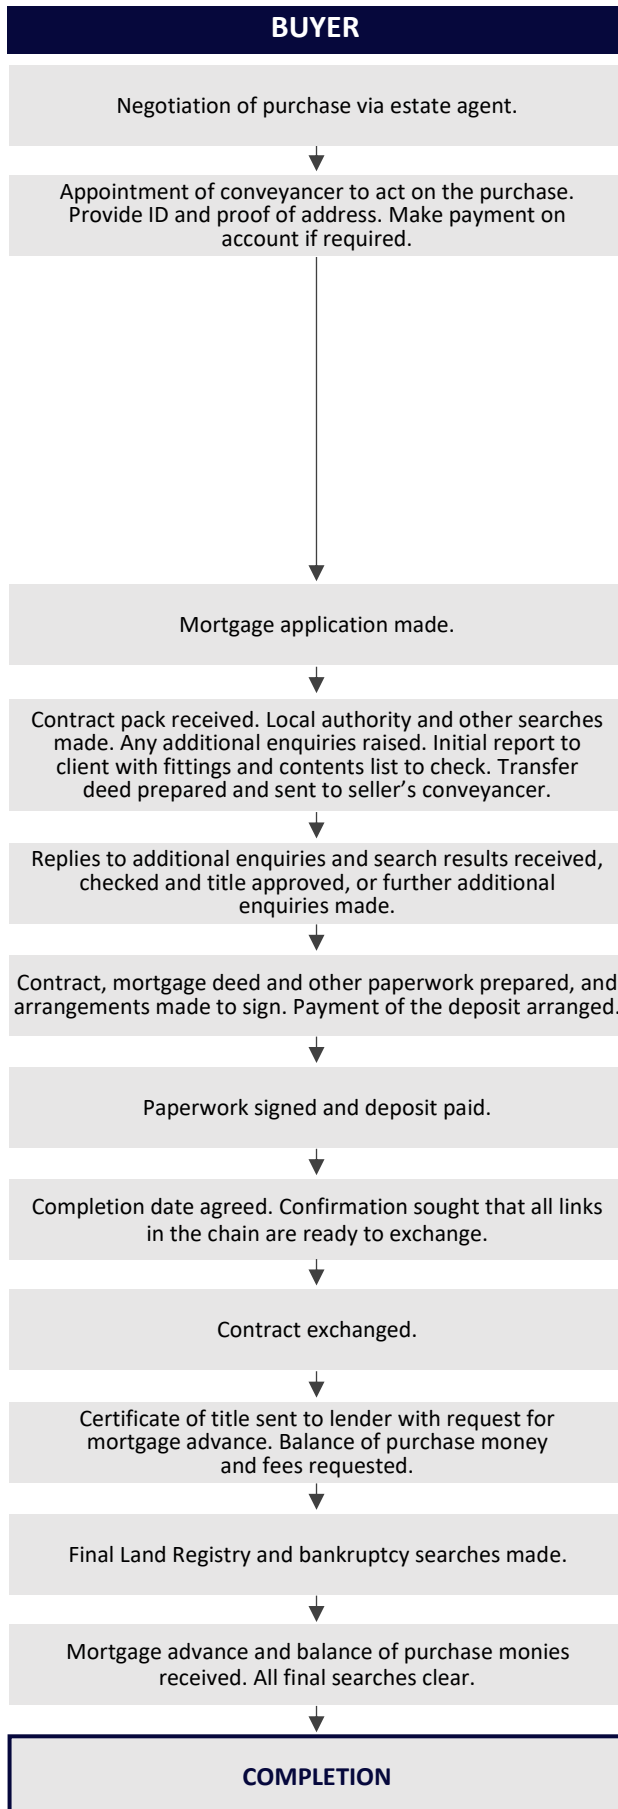 BUYER
Negotiation of purchase via estate agent.
Appointment of conveyancer to act on the purchase.
Provide ID and proof of address. Make payment on
account if required.
Mortgage application made.
Contract pack received. Local authority and other searches
made. Any additional enquiries raised. Initial report to
client with fittings and contents list to check. Transfer
deed prepared and sent to seller’s conveyancer.
Replies to additional enquiries and search results received,
checked and title approved, or further additional
enquiries made.
Contract, mortgage deed and other paperwork prepared, and
arrangements made to sign. Payment of the deposit arranged.
Paperwork signed and deposit paid.
Completion date agreed. Confirmation sought that all links
in the chain are ready to exchange.
Contract exchanged.
Certificate of title sent to lender with request for
mortgage advance. Balance of purchase money
and fees requested.
Final Land Registry and bankruptcy searches made.
Mortgage advance and balance of purchase monies
received. All final searches clear.
COMPLETION